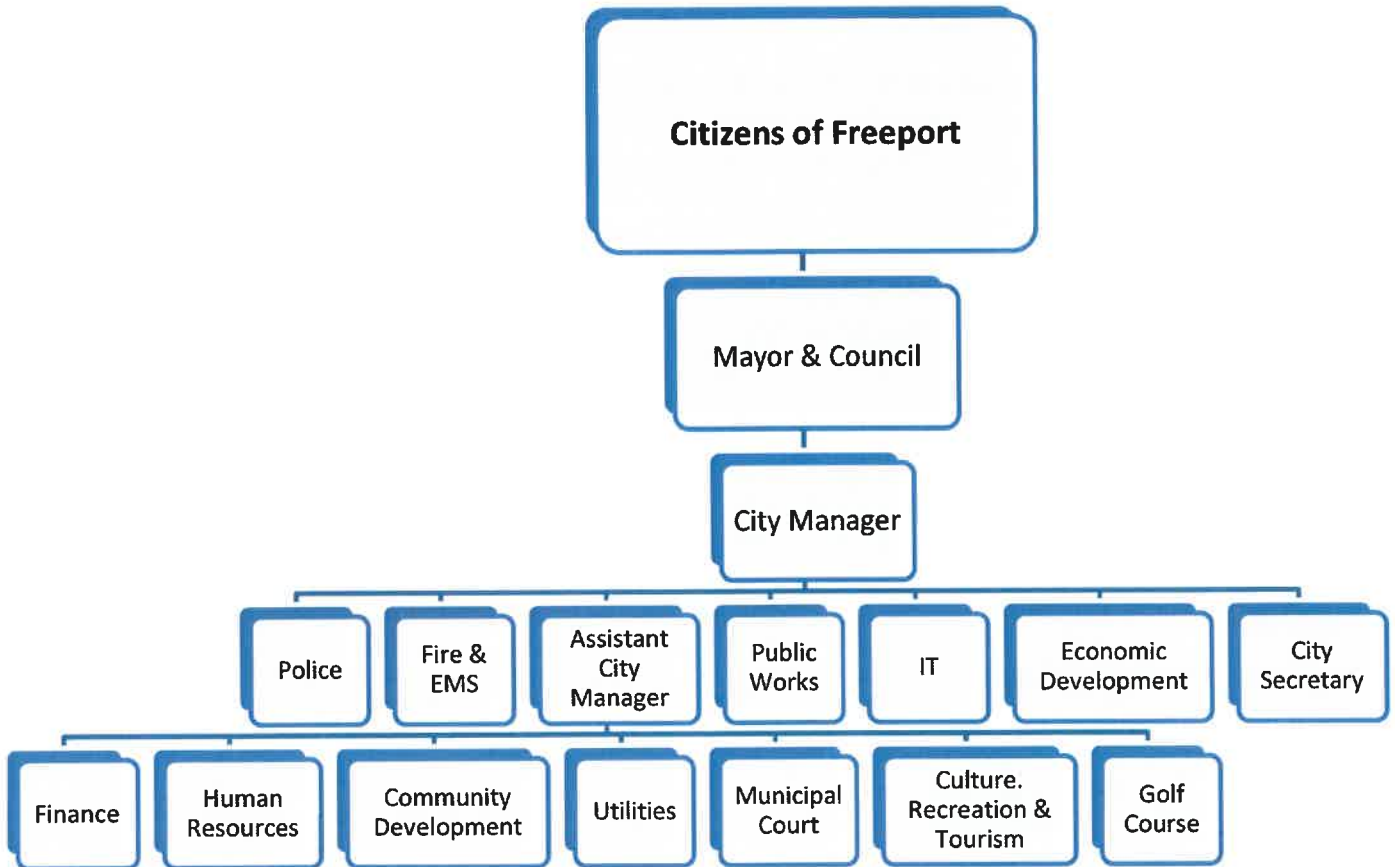 Citizens of Freeport
Mayor & Council
City Manager
Police
Fire &
EMS
Assistant
City
Manager
Public
Works
IT
Economic
Development
City
Secretary
Finance
Human
Resources
Community
Development
Utilities
Municipal
Court
Culture.
Recreation &
Tourism
Golf
Course